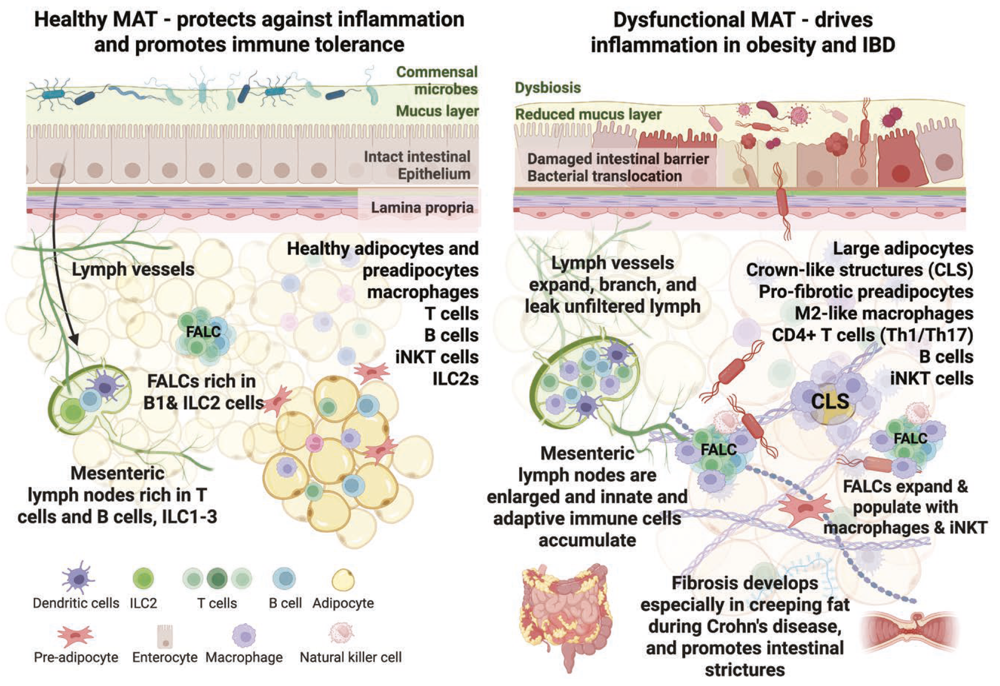 Healthy MAT - protects against inflammation
and promotes immune tolerance
Commensal
microbes
Mucus layer
Intact intestinal
Epithelium
Lamina propria
Healthy adipocytes and
preadipocytes
macrophages
T cells
B cells
iNKT cells
ILC2s
Lymph vessels
FALC
FALCs rich in
B1& ILC2 cells
Mesenteric
lymph nodes rich in T
cells and B cells, ILC1-3
Dendritic cells
ILC2
T cells
B cell
Adipocyte
Pre-adipocyte
Enterocyte
Macrophage
Natural killer cell
Dysfunctional MAT - drives
inflammation in obesity and IBD
Dysbiosis
Reduced mucus layer
Damaged intestinal barrier
Bacterial translocation
Lymph vessels
expand, branch, and
leak unfiltered lymph
Large adipocytes
Crown-like structures (CLS)
Pro-fibrotic preadipocytes
M2-like macrophages
CD4+ T cells (Th1/Th17)
B cells
iNKT cells
CLS
FALC
FALC
Mesenteric
lymph nodes are
enlarged and innate and
adaptive immune cells
accumulate
FALCs expand &
populate with
macrophages & iNKT
Fibrosis develops
especially in creeping fat
during Crohn's disease,
and promotes intestinal
strictures